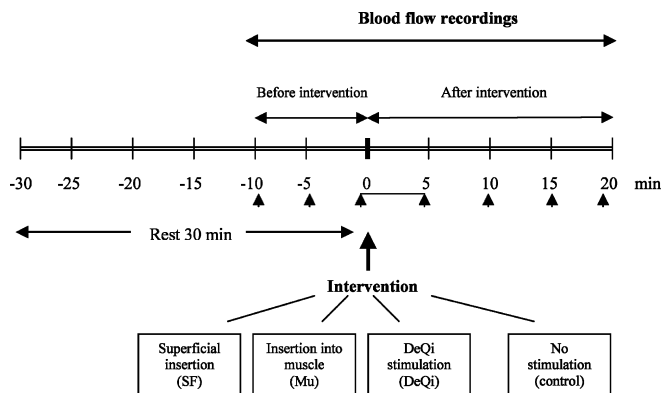 Blood flow recordings
Before intervention
After intervention
-30 -25 -20 -15 -10 -5 0 5 10 15 20 min
Rest 30 min
Intervention
Superficial
insertion
(SF)
Insertion into
muscle
(Mu)
DeQi
stimulation
(DeQi)
No
stimulation
(control)